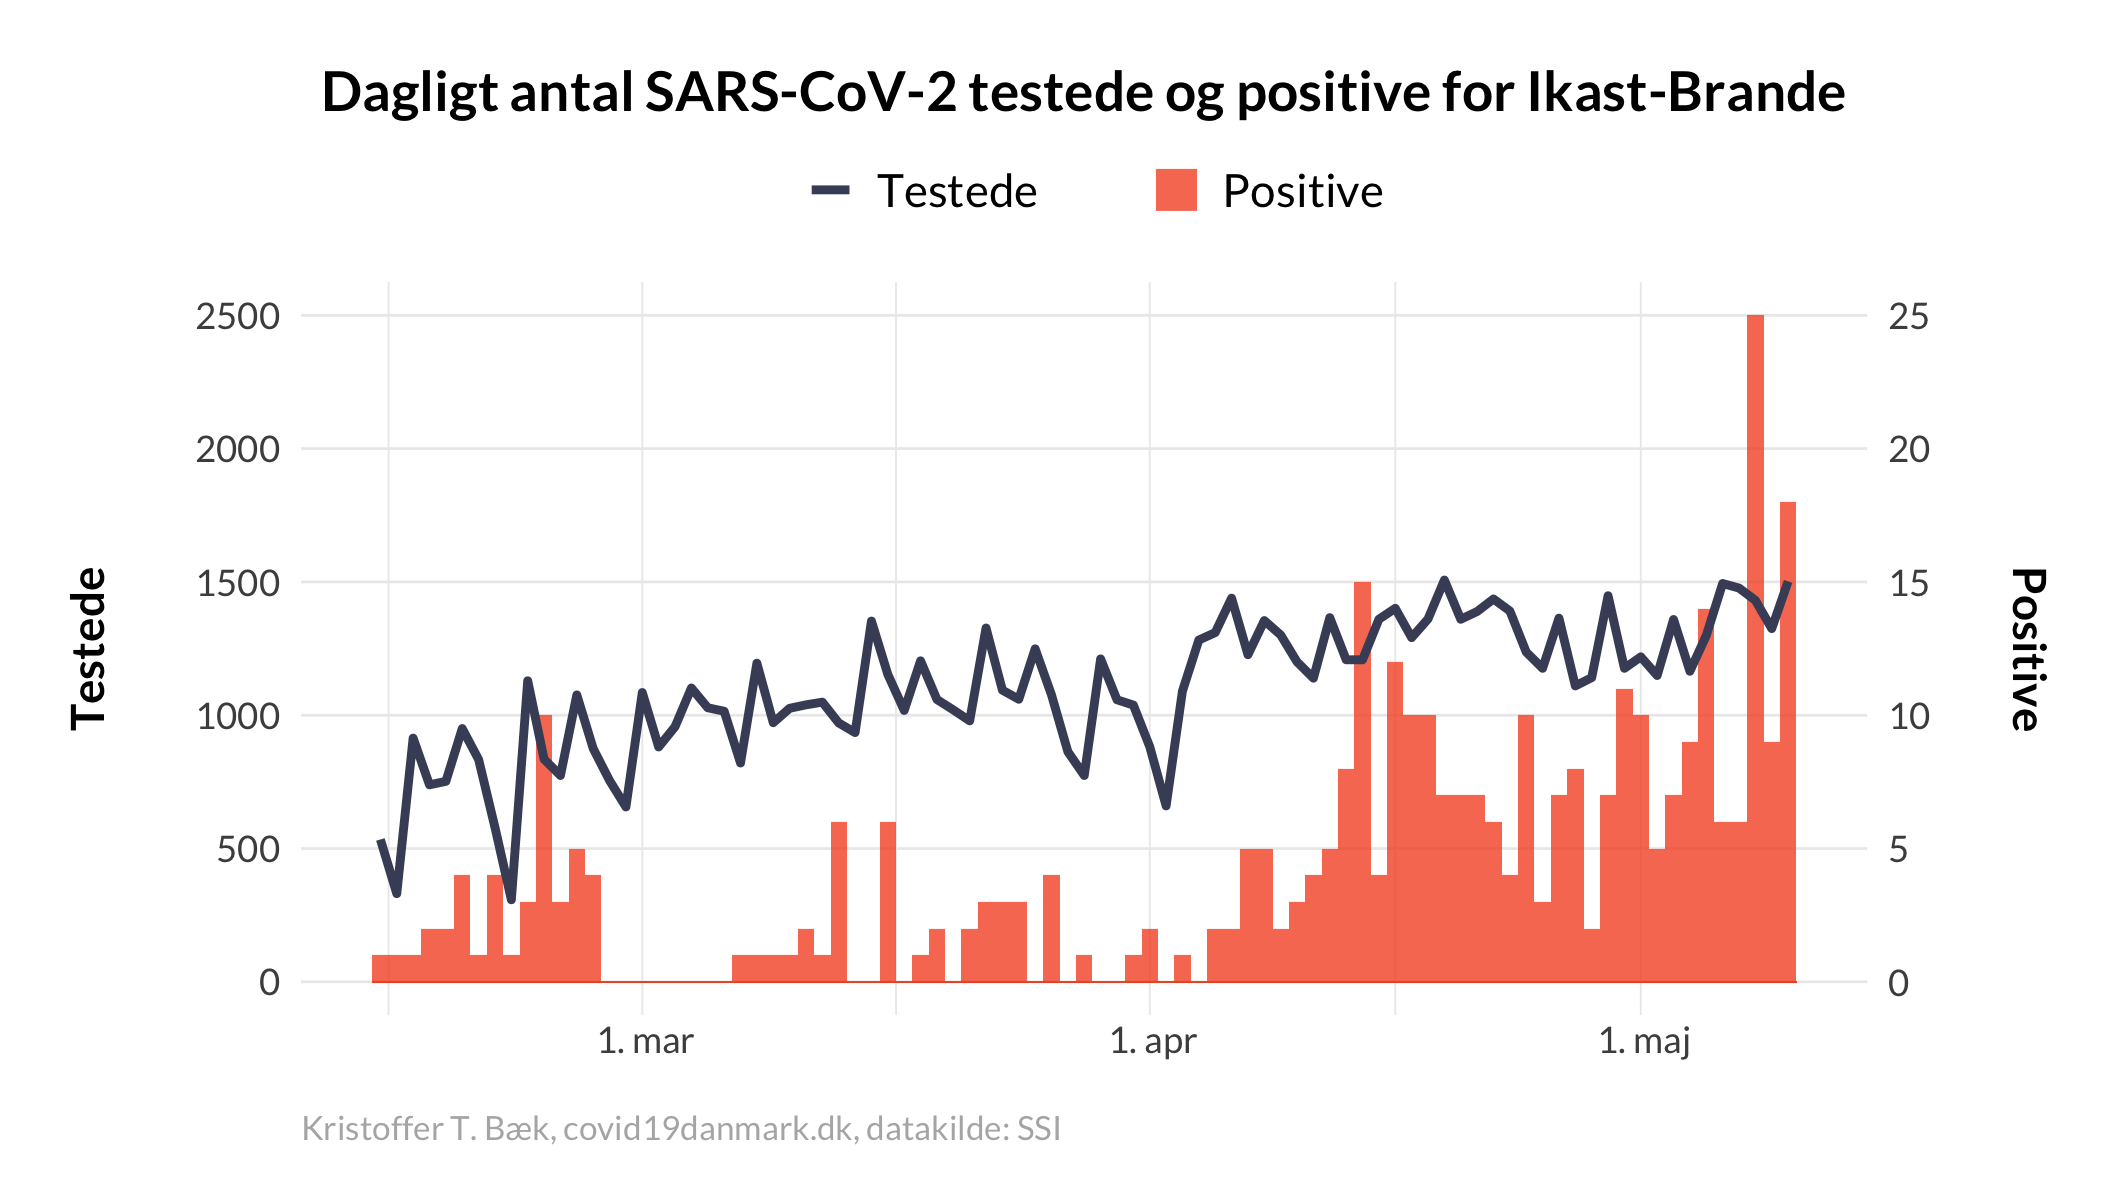 Dagligt antal SARS-CoV-2 testede og positive for Ikast-Brande
Testede
Positive
2500
2000
1500
1000
500
0
25
20
15
10
5
0
Testede
Positive
1. mar
1. apr
1. maj
Kristoffer T. Bæk, covid19danmark.dk, datakilde: SSI